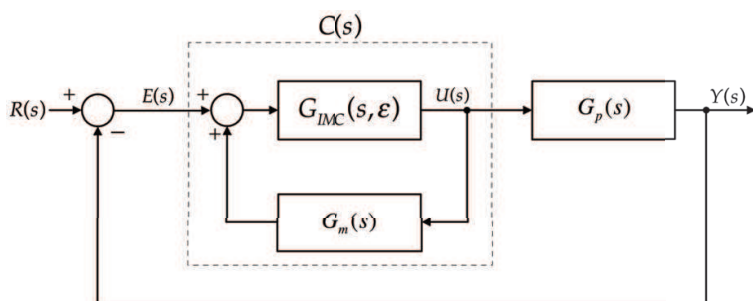 C(s)
R(s)
+
−
E(s)
+
+
G_IMC(s,ε)
U(s)
G_p(s)
Y(s)
G_m(s)